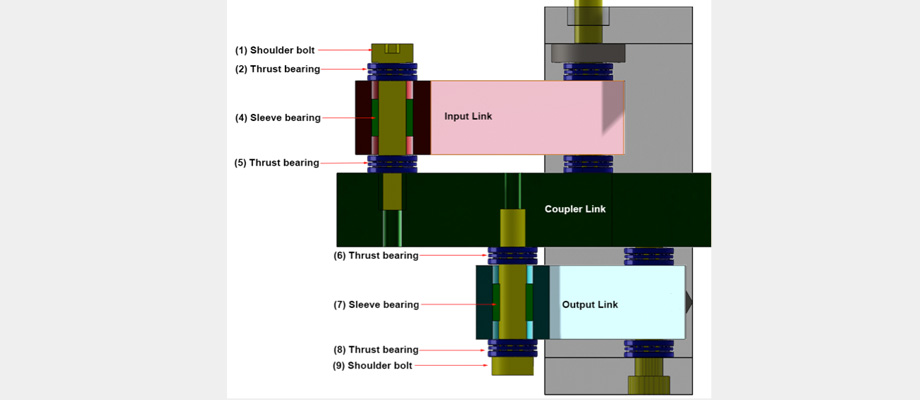 (1) Shoulder bolt
(2) Thrust bearing
(4) Sleeve bearing
Input Link
(5) Thrust bearing
Coupler Link
(6) Thrust bearing
(7) Sleeve bearing
Output Link
(8) Thrust bearing
(9) Shoulder bolt